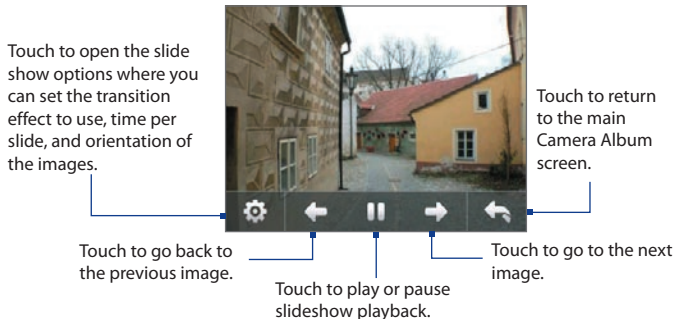 Touch to open the slide
show options where you
can set the transition
effect to use, time per
slide, and orientation of
the images.
Touch to return
to the main
Camera Album
screen.
Touch to go back to
the previous image.
Touch to play or pause
slideshow playback.
Touch to go to the next
image.